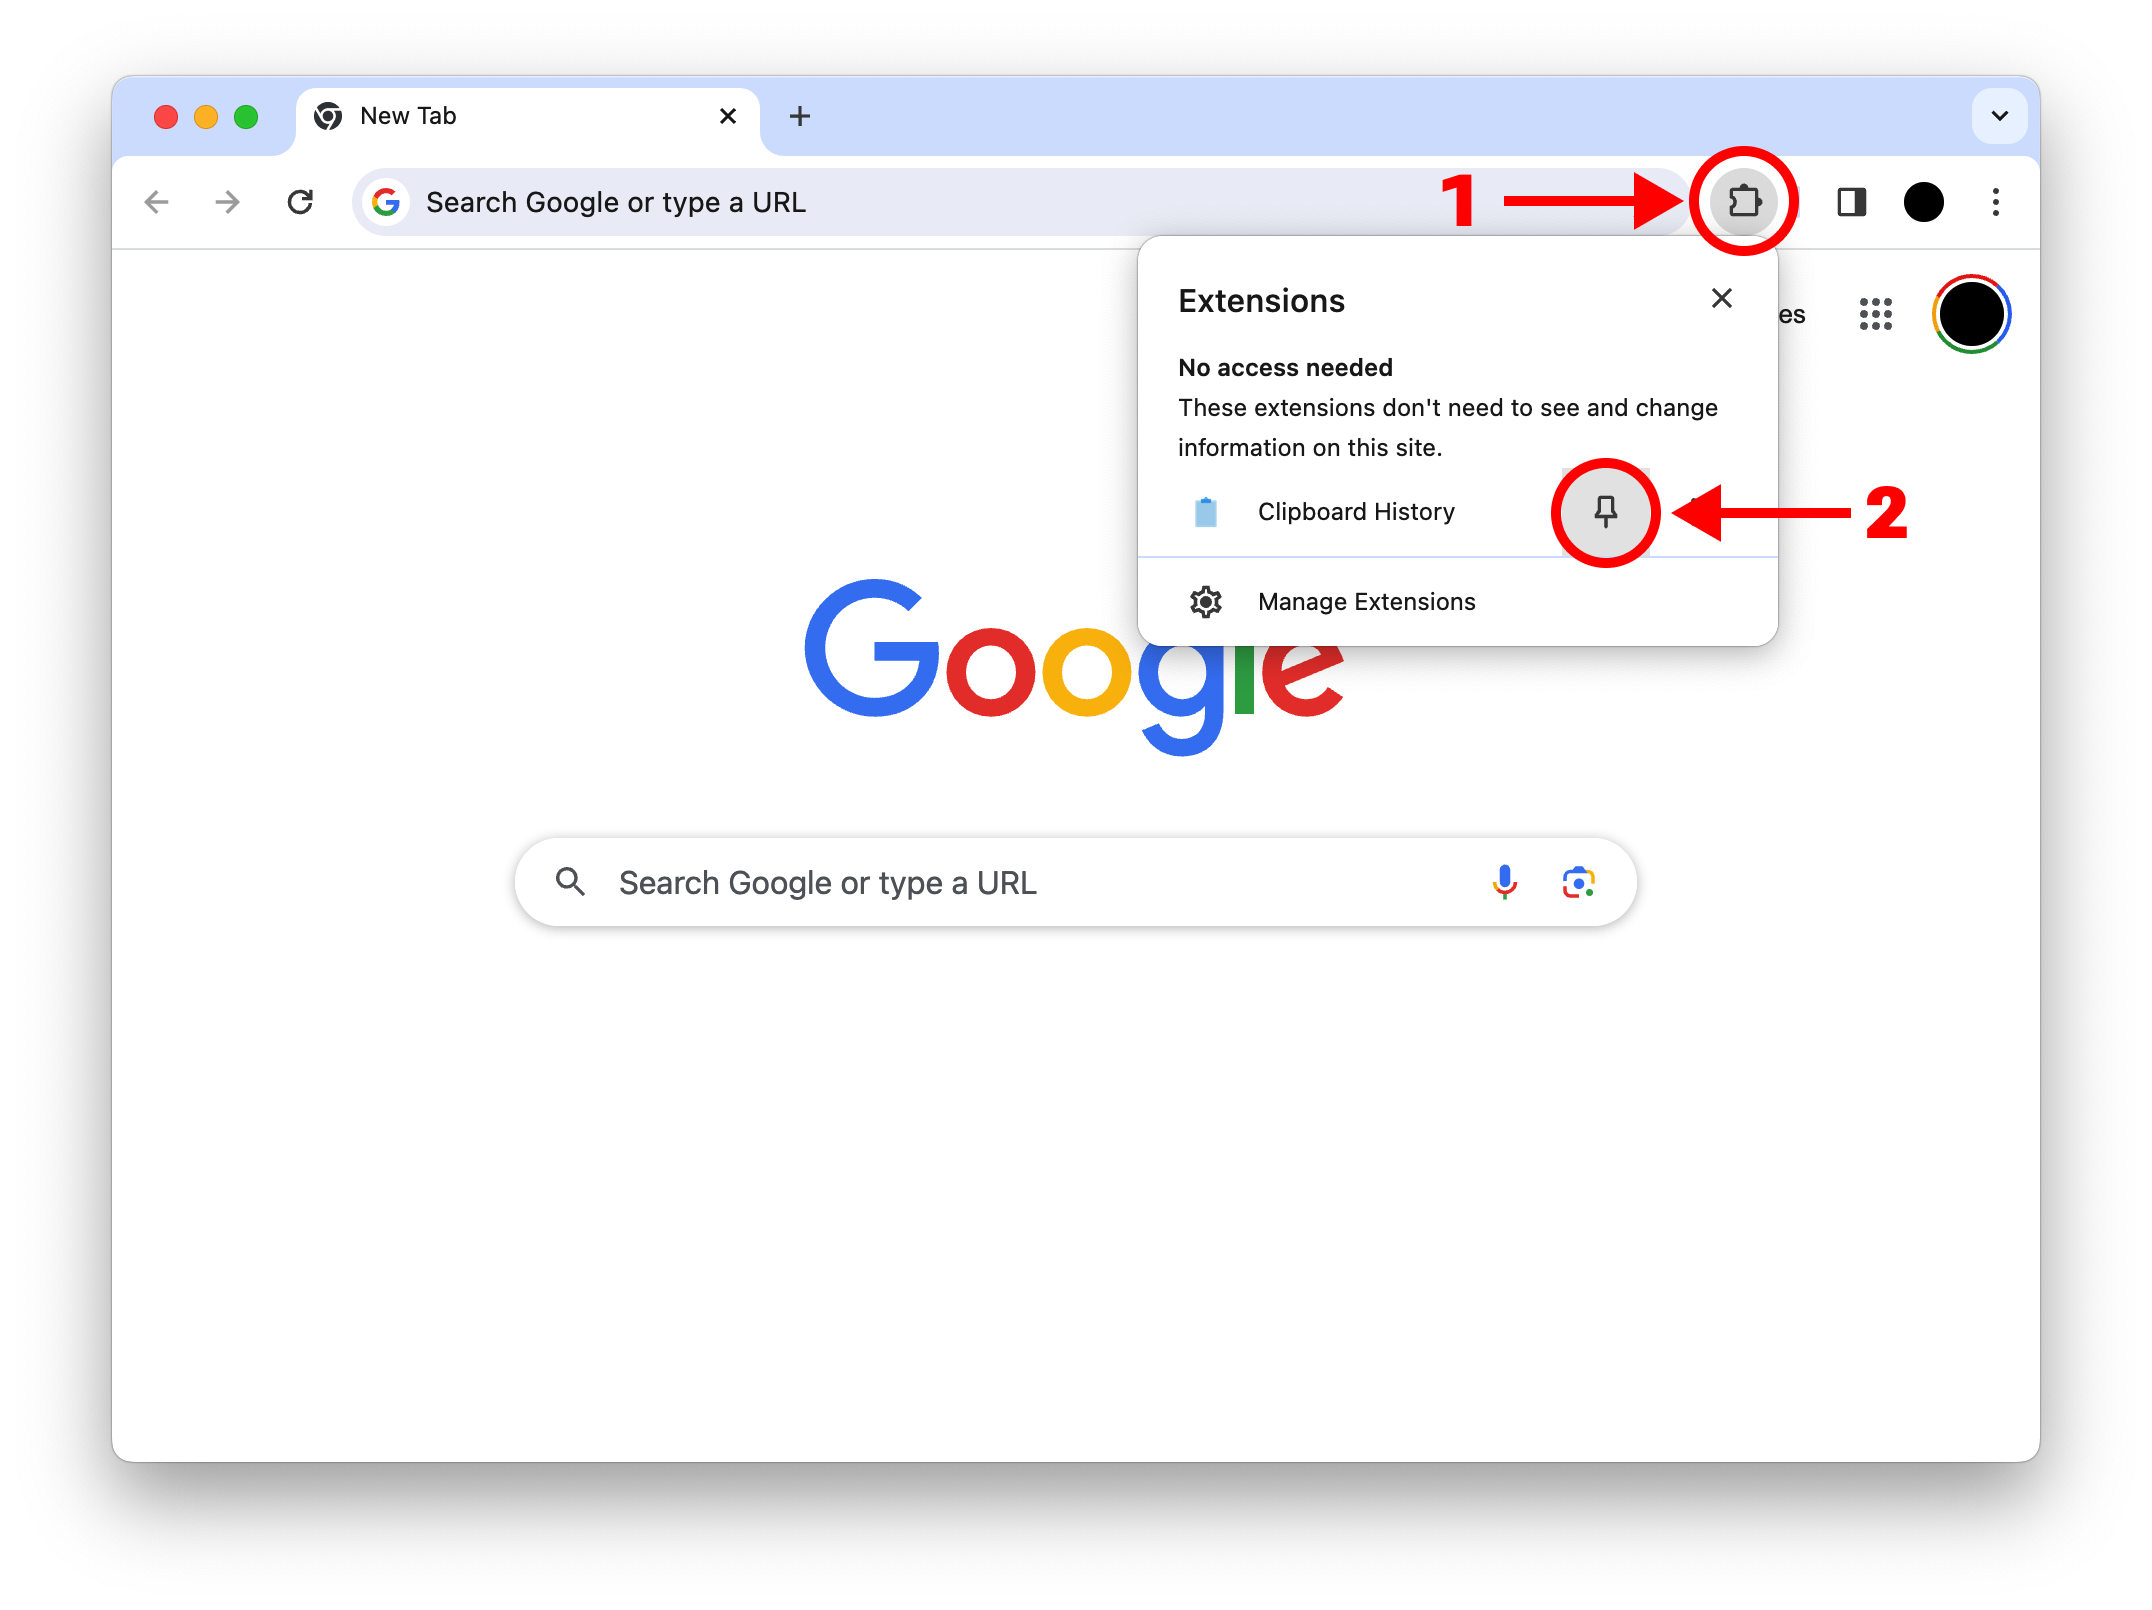 New Tab
Search Google or type a URL
1
Extensions
No access needed
These extensions don't need to see and change
information on this site.
es
Clipboard History
2
Manage Extensions
Google
Search Google or type a URL